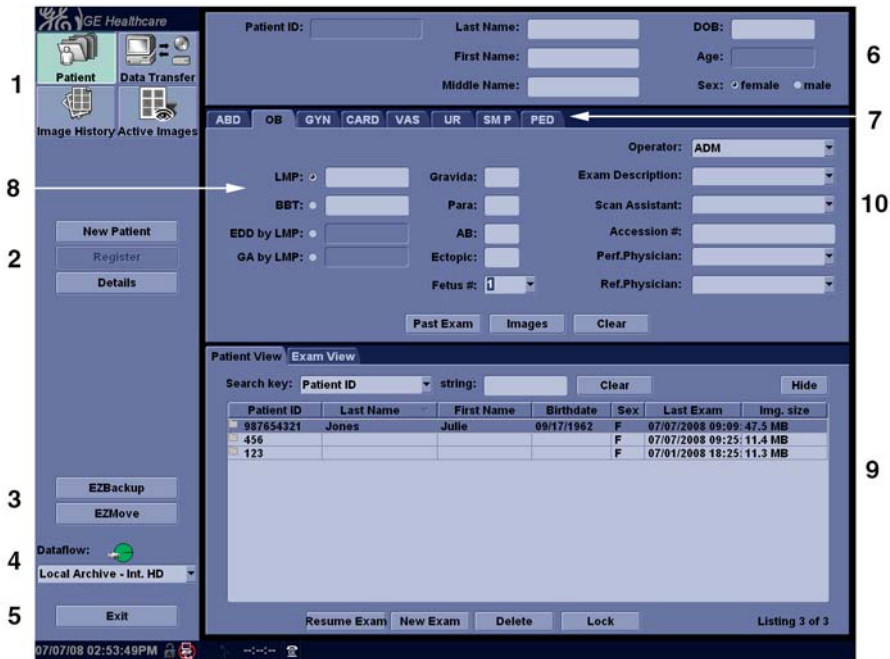 GE Healthcare
Patient
Data Transfer
Image History
Active Images
1
New Patient
Register
Details
2
EZBackup
EZMove
3
Dataflow:
Local Archive - Int. HD
4
Exit
5
07/07/08 02:53:49PM
--:--:--
Patient ID:
Last Name:
DOB:
First Name:
Age:
Middle Name:
Sex: female male
6
ABD OB GYN CARD VAS UR SM P PED
7
Operator: ADM
LMP:
Gravida:
Exam Description:
8
BBT:
Para:
Scan Assistant:
10
EDD by LMP:
AB:
Accession #:
GA by LMP:
Ectopic:
Perf.Physician:
Fetus #: 1
Ref.Physician:
Past Exam Images Clear
Patient View Exam View
Search key: Patient ID string: Clear Hide
Patient ID Last Name First Name Birthdate Sex Last Exam Img. size
987654321 Jones Julie 09/17/1962 F 07/07/2008 09:09: 47.5 MB
456 F 07/07/2008 09:25: 11.4 MB
123 F 07/01/2008 18:25: 11.3 MB
9
Resume Exam New Exam Delete Lock Listing 3 of 3